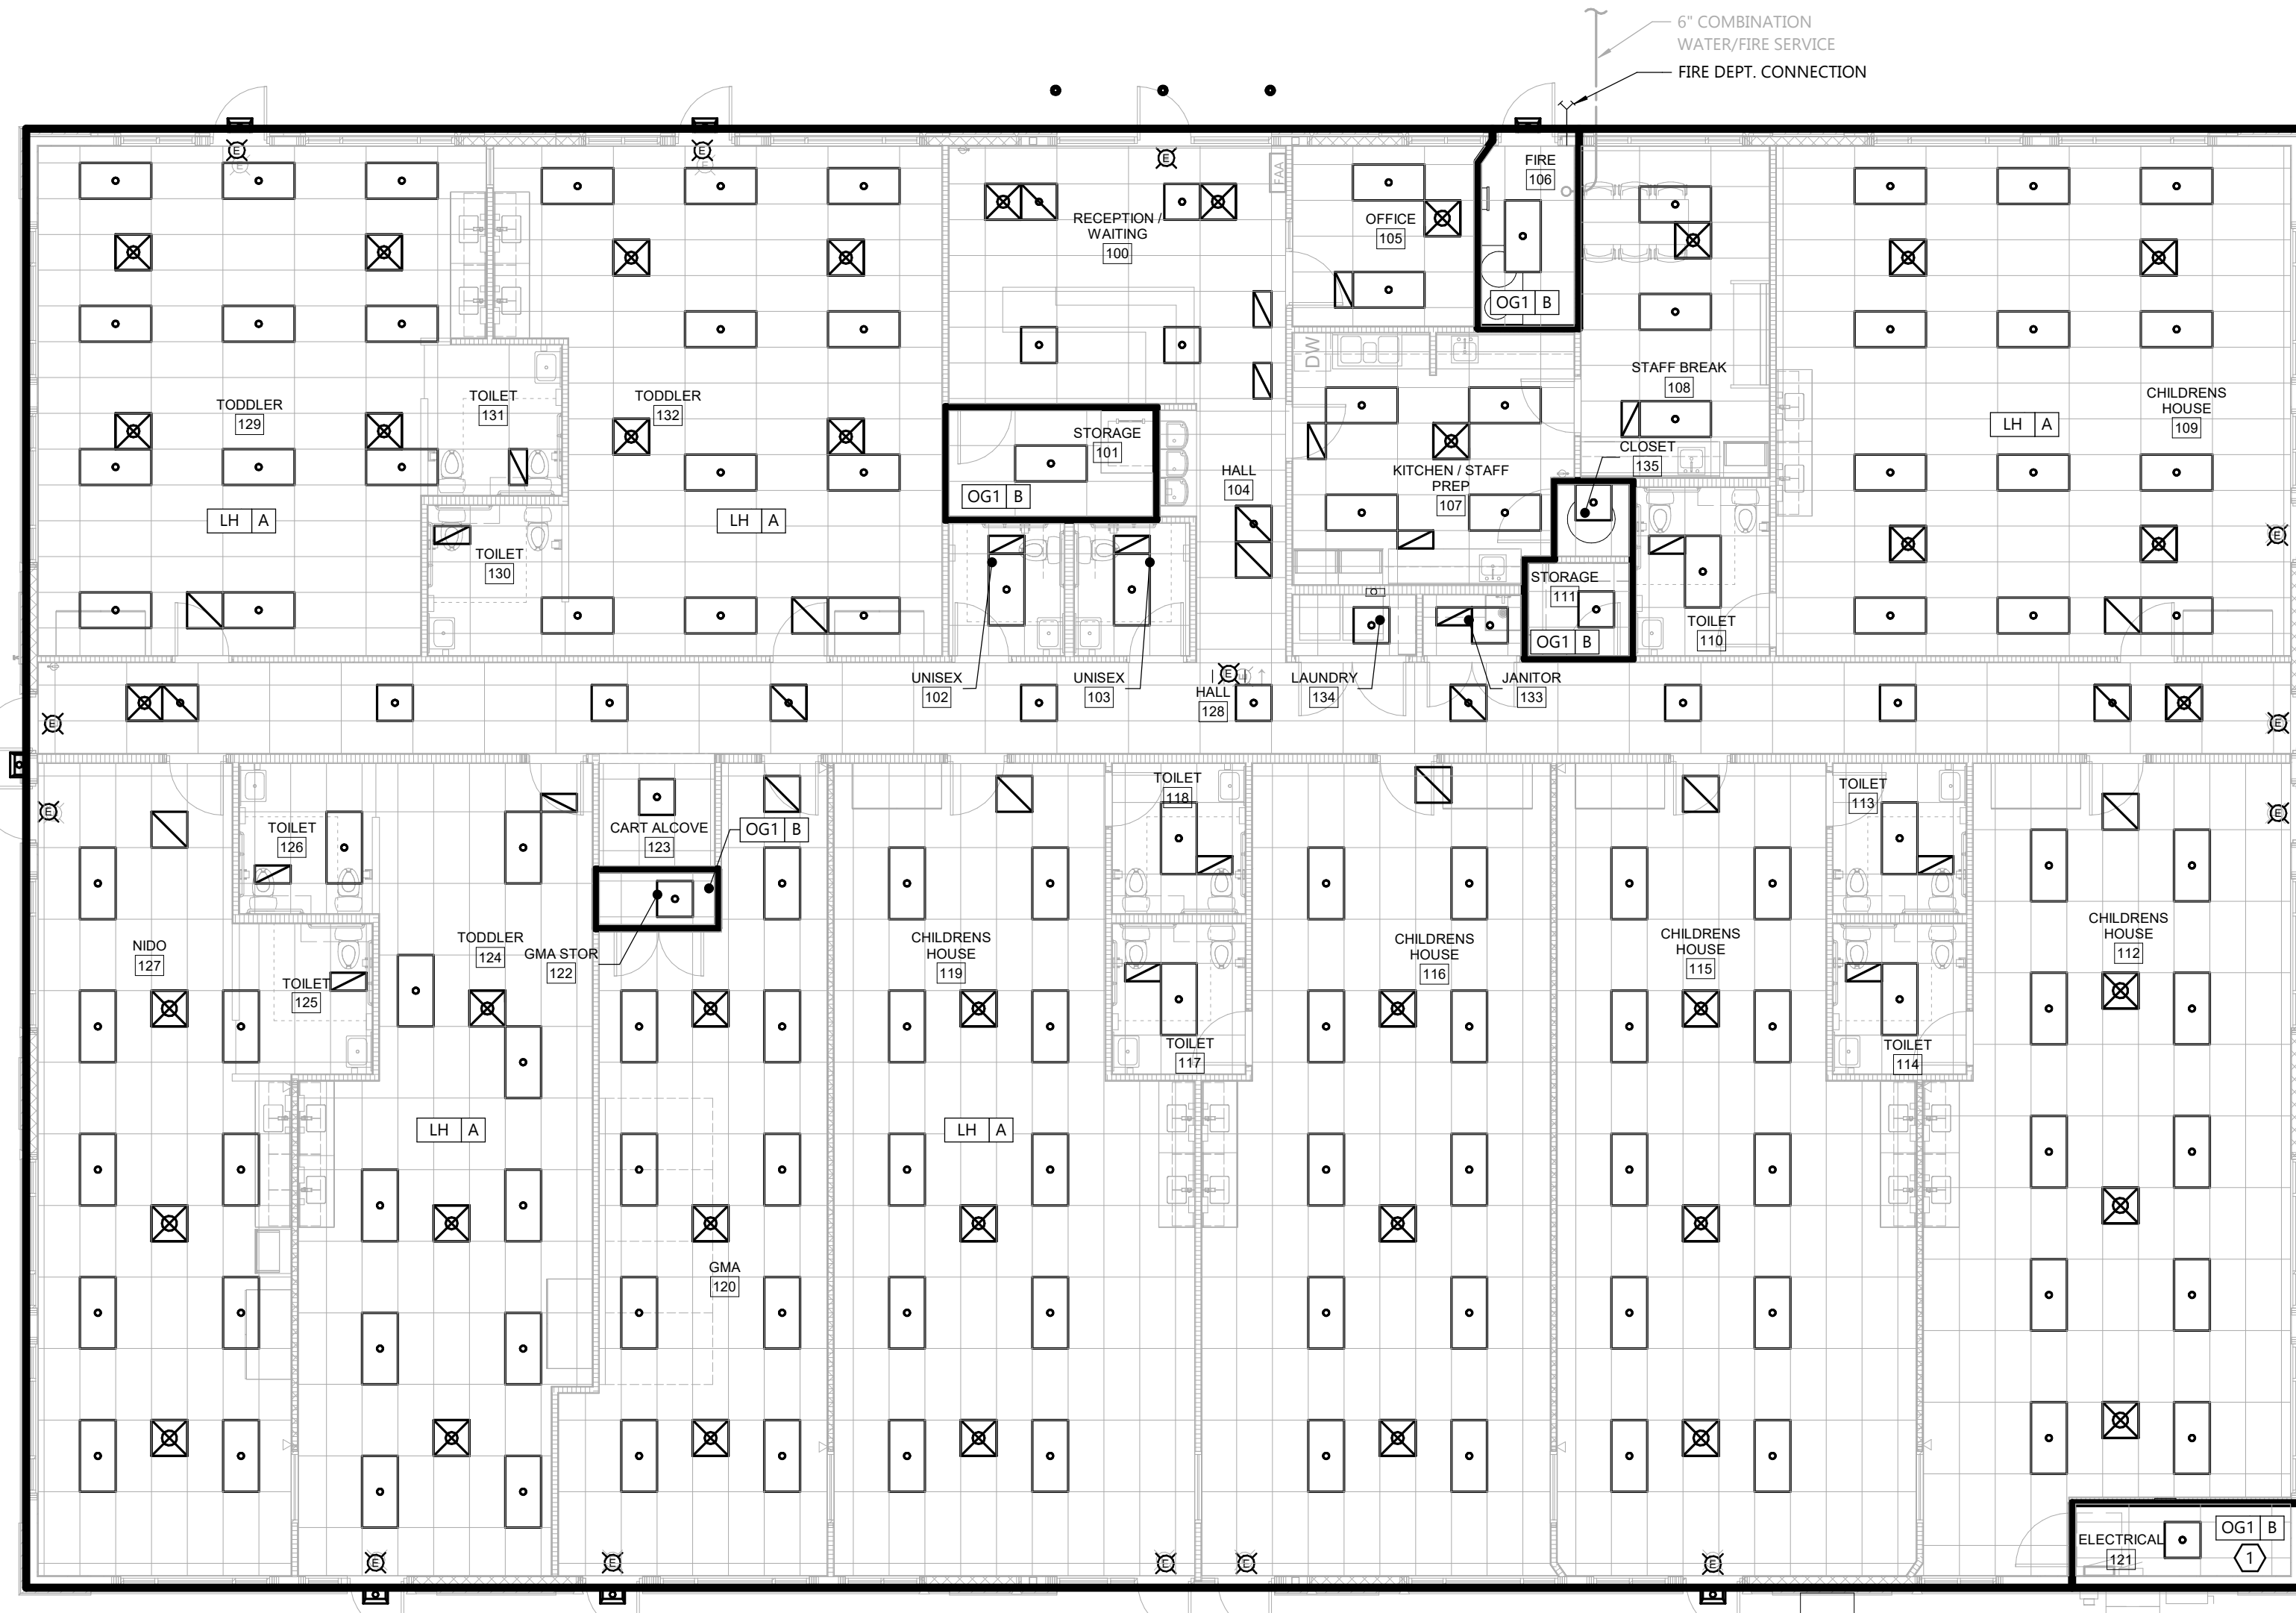 6" COMBINATION
WATER/FIRE SERVICE
FIRE DEPT. CONNECTION
E
E
E
FAA
FIRE
106
RECEPTION /
WAITING
100
OFFICE
105
OG1 B
DW
STAFF BREAK
108
TODDLER
129
TOILET
131
TODDLER
132
CHILDRENS
HOUSE
109
LH A
STORAGE
101
OG1 B
HALL
104
KITCHEN / STAFF
PREP
107
CLOSET
135
LH A
LH A
E
TOILET
130
STORAGE
111
OG1 B
TOILET
110
UNISEX
102
UNISEX
103
E
HALL
128
LAUNDRY
134
JANITOR
133
E
E
TOILET
118
TOILET
113
E
E
TOILET
126
CART ALCOVE
123
OG1 B
NIDO
127
TODDLER
124
GMA STOR
122
CHILDRENS
HOUSE
119
CHILDRENS
HOUSE
116
CHILDRENS
HOUSE
115
CHILDRENS
HOUSE
112
TOILET
125
TOILET
117
TOILET
114
LH A
LH A
GMA
120
OG1 B
ELECTRICAL
121
1
E
E
E
E
E